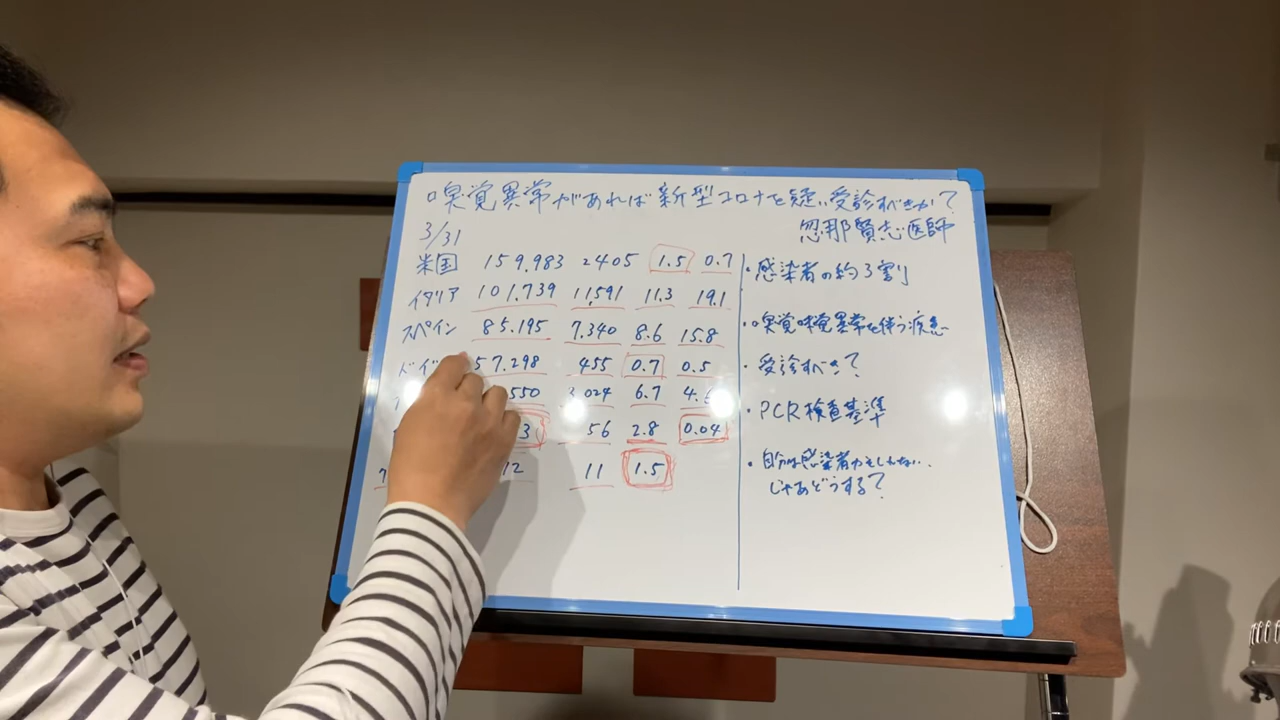 嗅覚異常があれば新型コロナを疑い受診すべきか?
忽那賢志医師
3/31
米国 159.983 2405 1.5 0.7
イタリア 101.739 11,591 11.3 19.1
スペイン 85.195 7.340 8.6 15.8
ドイ 57.298 455 0.7 0.5
550 3024 6.7 4.
3 56 2.8 0.04
12 11 1.5
・感染者の約3割
・嗅覚味覚異常を伴う疾患
・受診すべき?
・PCR検査基準
・自分は感染者かもしれない..
じゃあどうする?